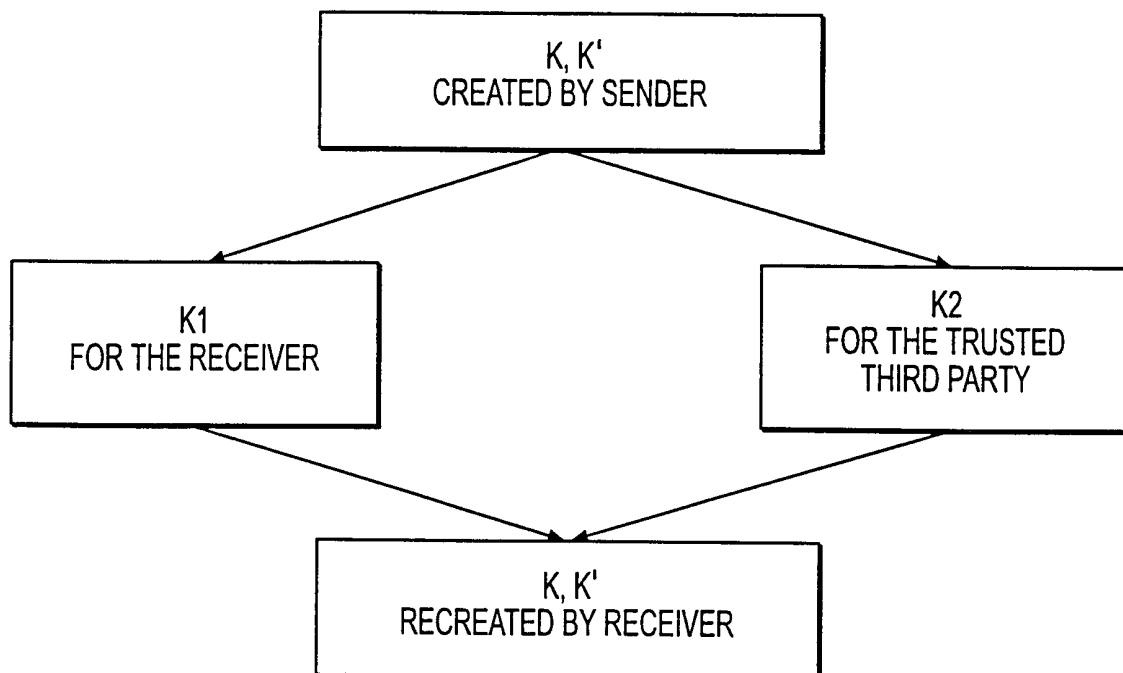 K, K'
CREATED BY SENDER
K1
FOR THE RECEIVER
K2
FOR THE TRUSTED
THIRD PARTY
K, K'
RECREATED BY RECEIVER